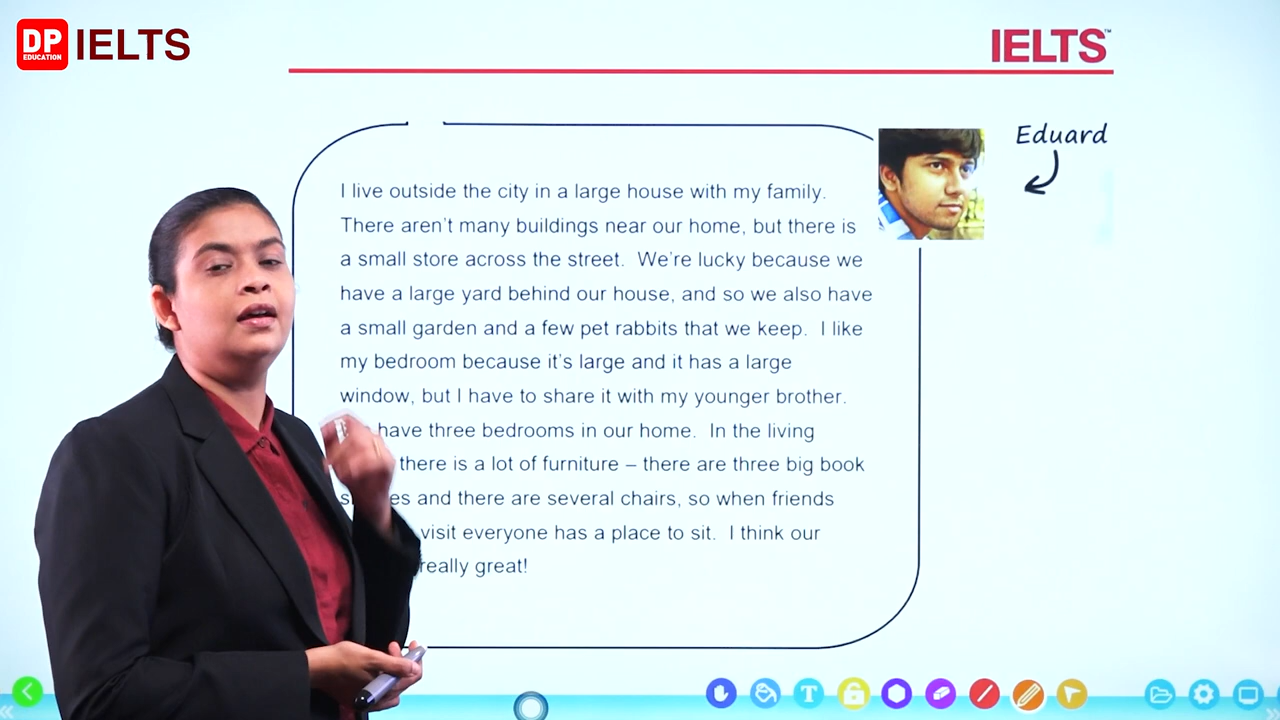 DP
EDUCATION
IELTS
IELTS™
Eduard
I live outside the city in a large house with my family.
There aren't many buildings near our home, but there is
a small store across the street.  We're lucky because we
have a large yard behind our house, and so we also have
a small garden and a few pet rabbits that we keep.  I like
my bedroom because it's large and it has a large
window, but I have to share it with my younger brother.
have three bedrooms in our home.  In the living
there is a lot of furniture – there are three big book
and there are several chairs, so when friends
visit everyone has a place to sit.  I think our
really great!